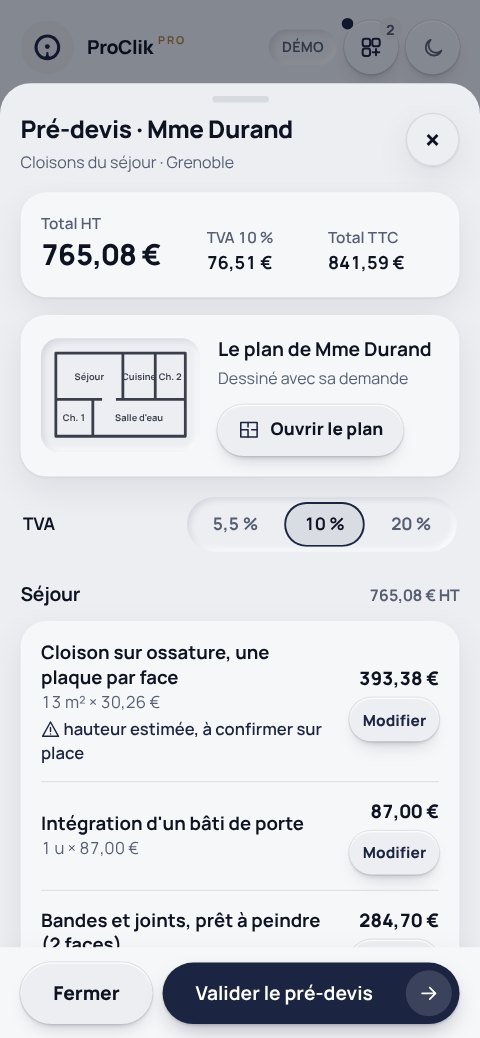 ProClik PRO
DÉMO
2
Pré-devis · Mme Durand
Cloisons du séjour · Grenoble
Total HT
765,08 €
TVA 10 %
76,51 €
Total TTC
841,59 €
Séjour
Cuisine
Ch. 2
Ch. 1
Salle d'eau
Le plan de Mme Durand
Dessiné avec sa demande
Ouvrir le plan
TVA
5,5 %
10 %
20 %
Séjour
765,08 € HT
Cloison sur ossature, une
plaque par face
13 m² × 30,26 €
⚠ hauteur estimée, à confirmer sur
place
393,38 €
Modifier
Intégration d'un bâti de porte
1 u × 87,00 €
87,00 €
Modifier
Bandes et joints, prêt à peindre
(2 faces)
284,70 €
Fermer
Valider le pré-devis